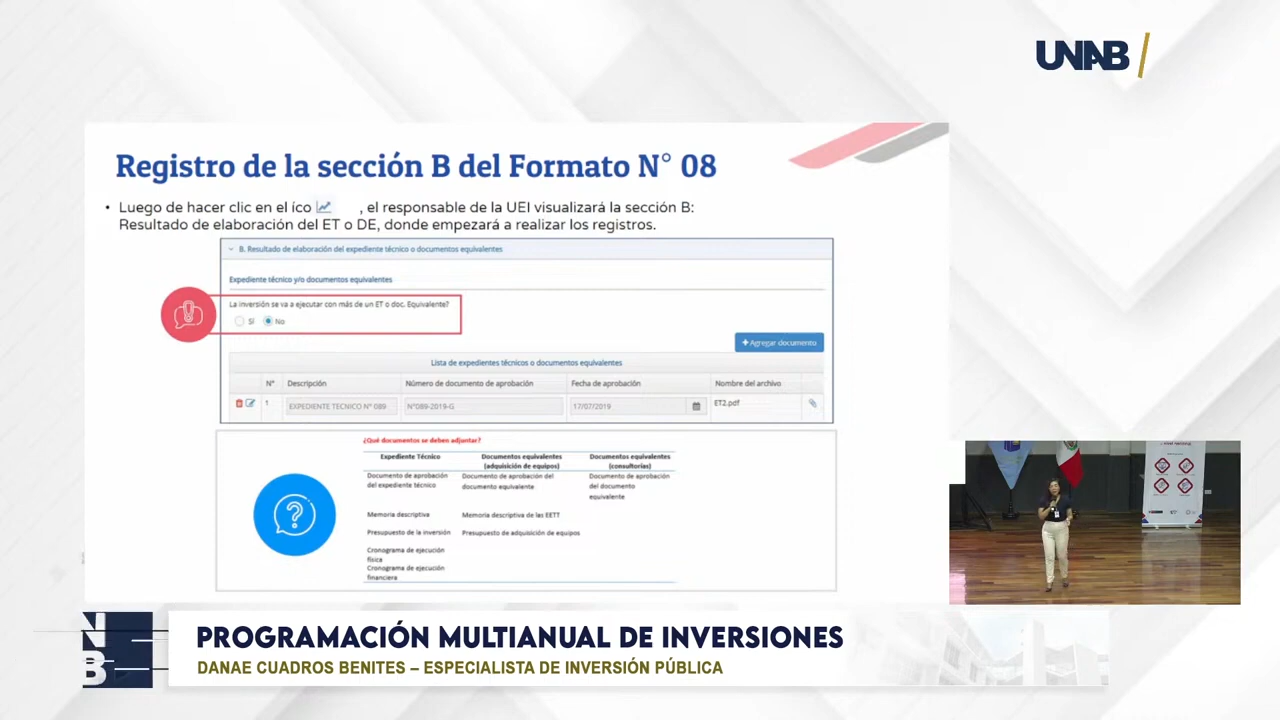 UNAB
Registro de la sección B del Formato N° 08
• Luego de hacer clic en el íco , el responsable de la UEI visualizará la sección B:
Resultado de elaboración del ET o DE, donde empezará a realizar los registros.
B. Resultado de elaboración del expediente técnico o documentos equivalentes
Expediente técnico y/o documentos equivalentes
La inversión se va a ejecutar con más de un ET o doc. Equivalente?
Sí No
+ Agregar documento
Lista de expedientes técnicos o documentos equivalentes
N° Descripción Número de documento de aprobación Fecha de aprobación Nombre del archivo
1 EXPEDIENTE TECNICO N° 089 N°089-2019-G 17/07/2019 ET2.pdf
¿Qué documentos se deben adjuntar?
Expediente Técnico Documentos equivalentes Documentos equivalentes
(adquisición de equipos) (consultorías)
Documento de aprobación Documento de aprobación del Documento de aprobación
del expediente técnico documento equivalente del documento
equivalente
Memoria descriptiva Memoria descriptiva de las EETT
Presupuesto de la inversión Presupuesto de adquisición de equipos
Cronograma de ejecución
física
Cronograma de ejecución
financiera
N
B
PROGRAMACIÓN MULTIANUAL DE INVERSIONES
DANAE CUADROS BENITES – ESPECIALISTA DE INVERSIÓN PÚBLICA